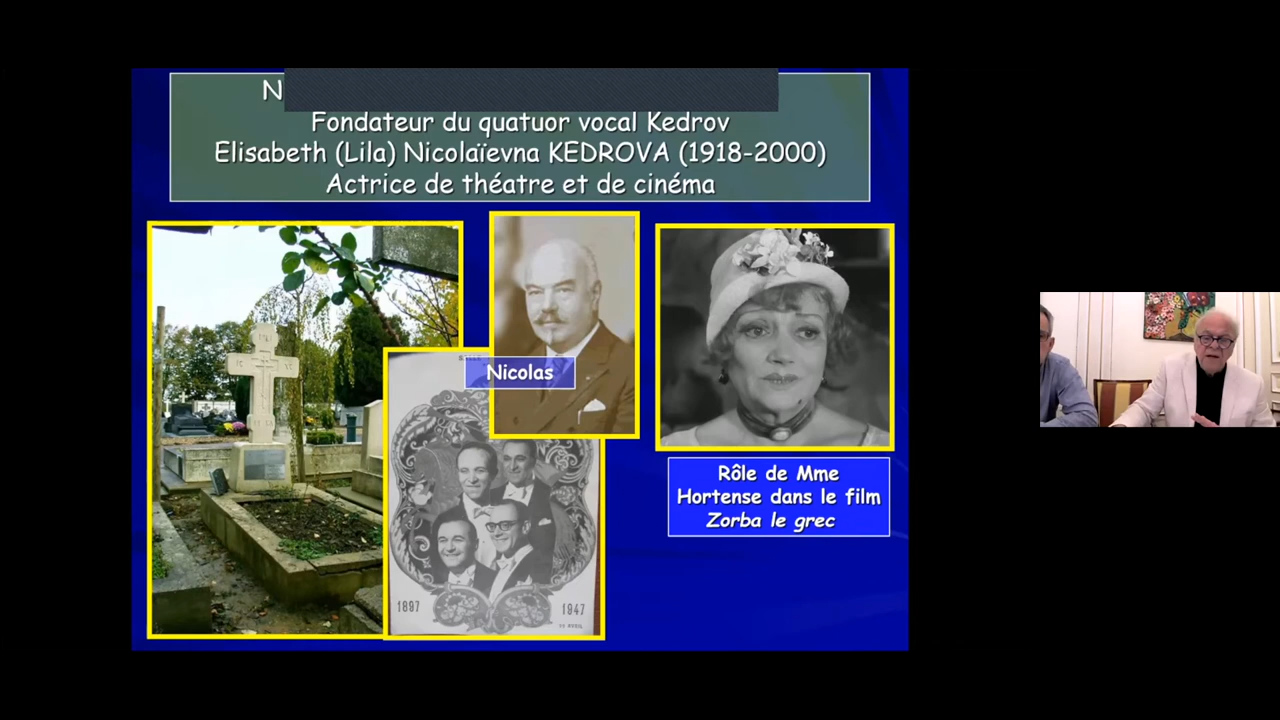 N
Fondateur du quatuor vocal Kedrov
Elisabeth (Lila) Nicolaïevna KEDROVA (1918-2000)
Actrice de théatre et de cinéma
Nicolas
Rôle de Mme
Hortense dans le film
Zorba le grec
1897
1947